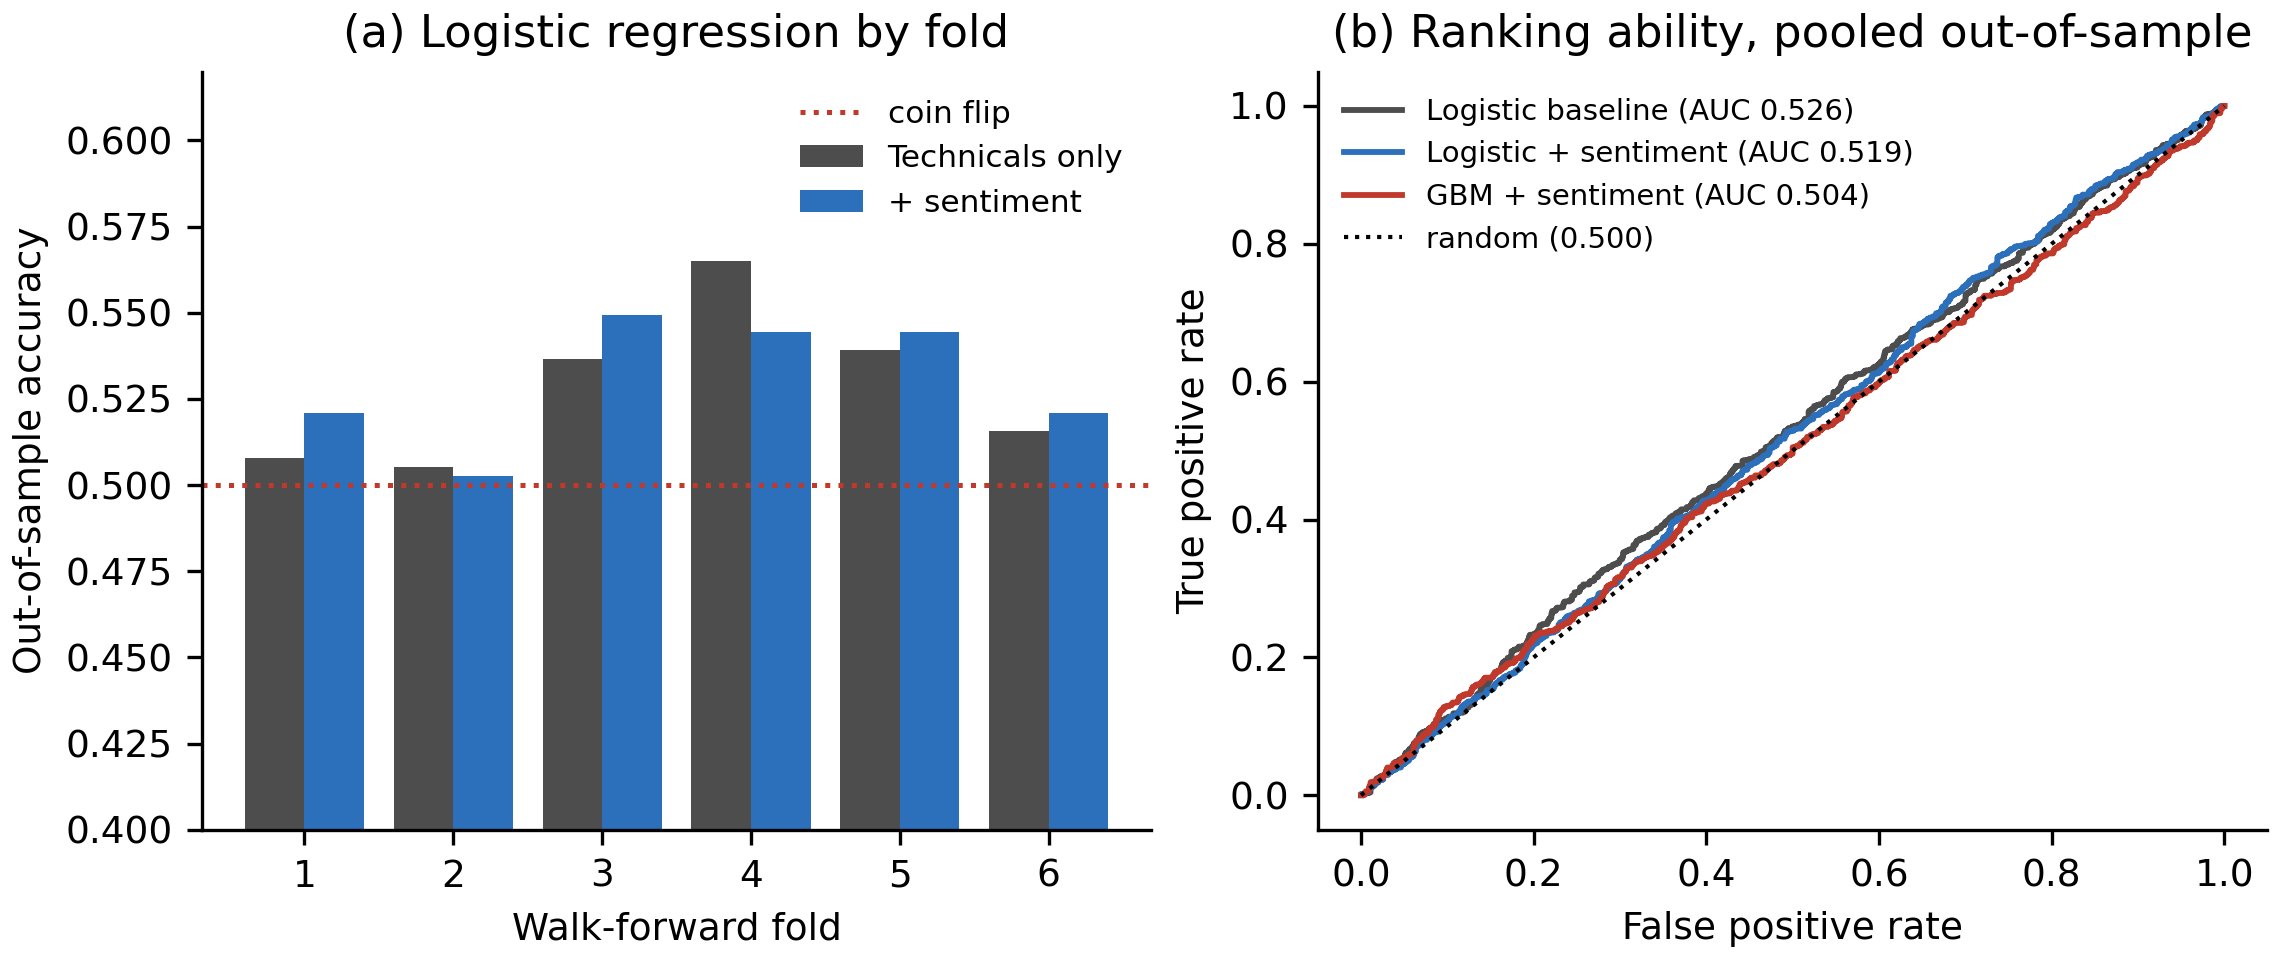 (a) Logistic regression by fold
Out-of-sample accuracy
0.600
0.575
0.550
0.525
0.500
0.475
0.450
0.425
0.400
coin flip
Technicals only
+ sentiment
1 2 3 4 5 6
Walk-forward fold
(b) Ranking ability, pooled out-of-sample
True positive rate
1.0
0.8
0.6
0.4
0.2
0.0
Logistic baseline (AUC 0.526)
Logistic + sentiment (AUC 0.519)
GBM + sentiment (AUC 0.504)
random (0.500)
0.0 0.2 0.4 0.6 0.8 1.0
False positive rate